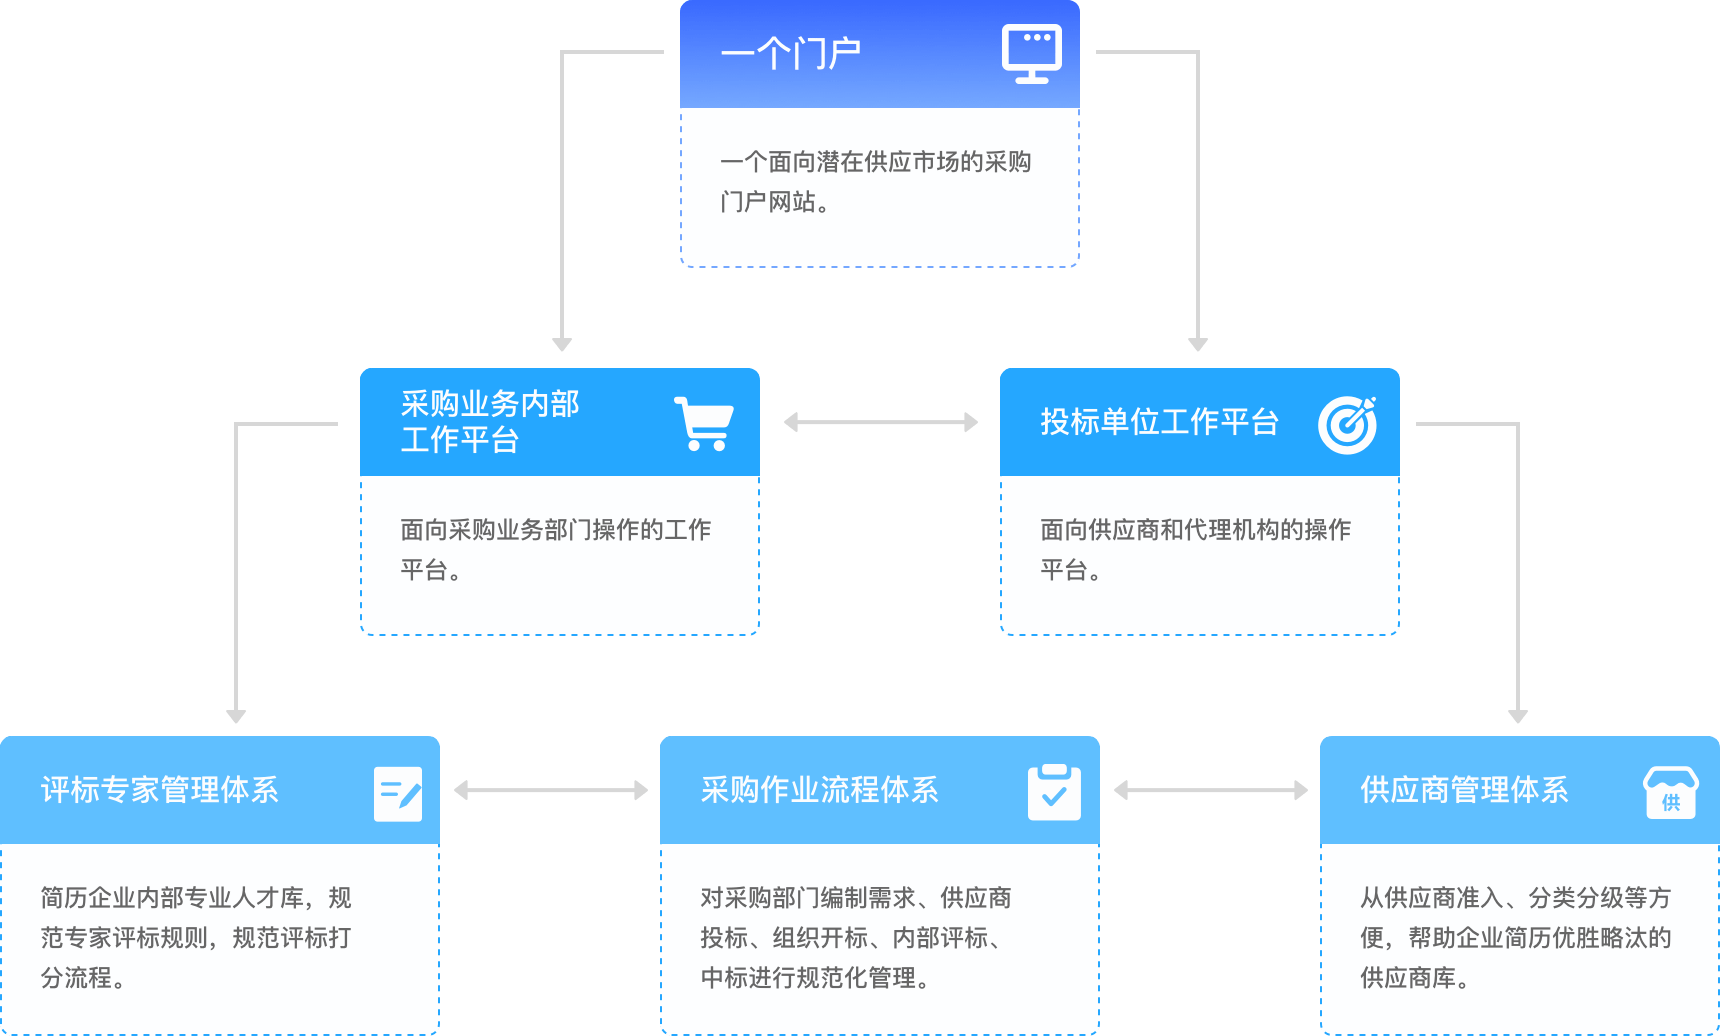 一个门户
一个面向潜在供应市场的采购
门户网站。
采购业务内部
工作平台
面向采购业务部门操作的工作
平台。
投标单位工作平台
面向供应商和代理机构的操作
平台。
评标专家管理体系
简历企业内部专业人才库，规
范专家评标规则，规范评标打
分流程。
采购作业流程体系
对采购部门编制需求、供应商
投标、组织开标、内部评标、
中标进行规范化管理。
供应商管理体系
供
从供应商准入、分类分级等方
便，帮助企业简历优胜略汰的
供应商库。